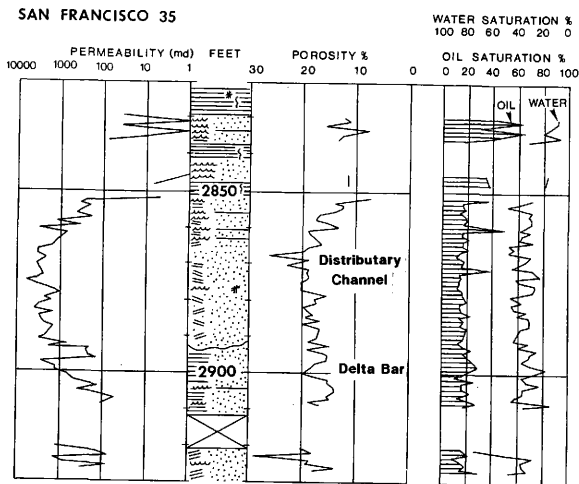 SAN FRANCISCO 35
WATER SATURATION %
100 80 60 40 20 0
PERMEABILITY (md) FEET POROSITY % OIL SATURATION %
10000 1000 100 10 1 30 20 10 0 0 20 40 60 80 100
OIL WATER
2850
Distributary
Channel
2900 Delta Bar